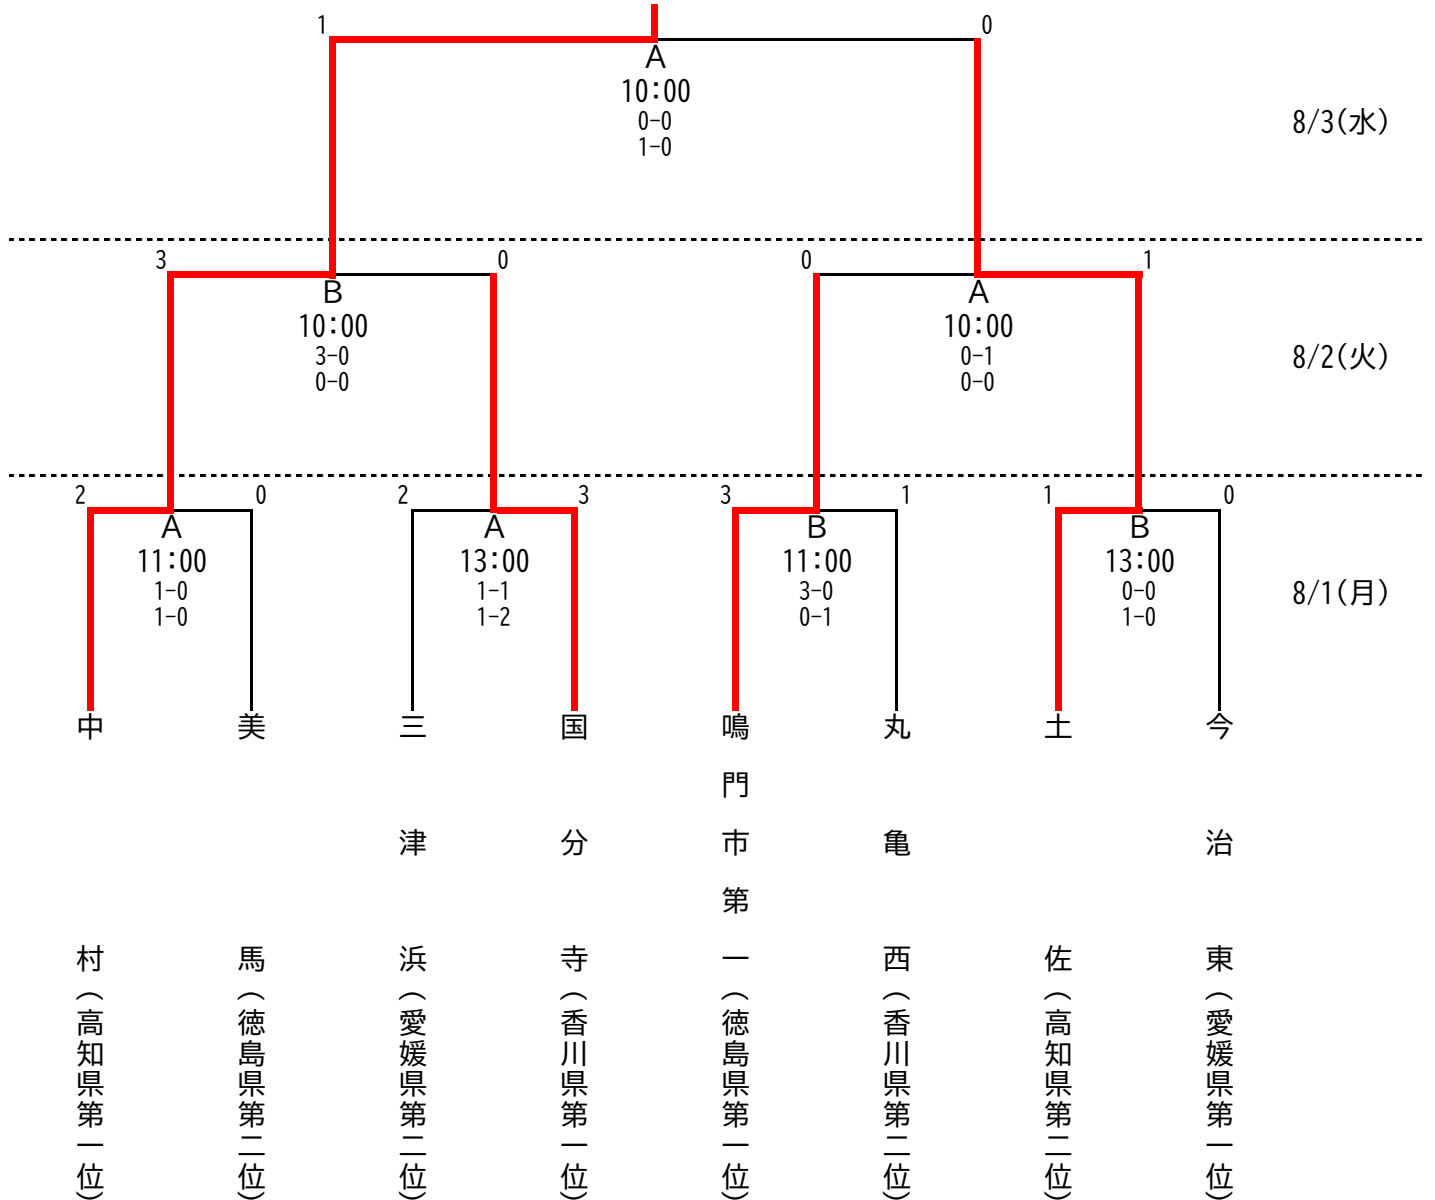 1
0
A
10:00
0-0
1-0
8/3(水)
3
0
0
1
B
10:00
3-0
0-0
A
10:00
0-1
0-0
8/2(火)
2
0
2
3
3
1
1
0
A
11:00
1-0
1-0
A
13:00
1-1
1-2
B
11:00
3-0
0-1
B
13:00
0-0
1-0
8/1(月)
中村（高知県第一位）
美馬（徳島県第二位）
三津浜（愛媛県第二位）
国分寺（香川県第一位）
鳴門市第一（徳島県第一位）
丸亀西（香川県第二位）
土佐（高知県第二位）
今治東（愛媛県第一位）